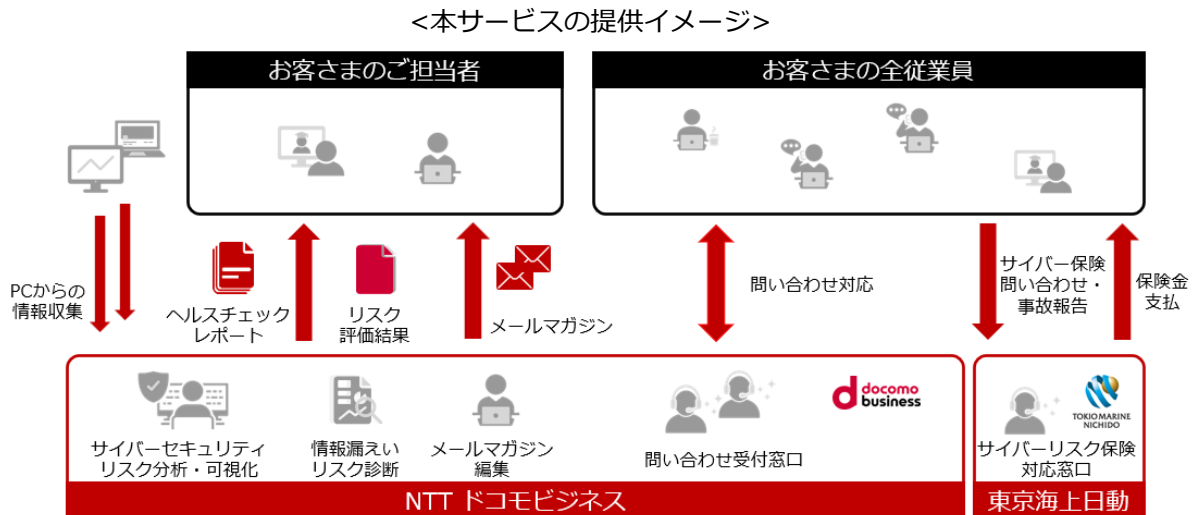 <本サービスの提供イメージ>
お客さまのご担当者
お客さまの全従業員
PCからの
情報収集
ヘルスチェック
レポート
リスク
評価結果
メールマガジン
問い合わせ対応
サイバー保険
問い合わせ・
事故報告
保険金
支払
サイバーセキュリティ
リスク分析・可視化
情報漏えい
リスク診断
メールマガジン
編集
問い合わせ受付窓口
docomo
business
TOKIO MARINE
NICHIDO
サイバーリスク保険
対応窓口
NTT ドコモビジネス
東京海上日動